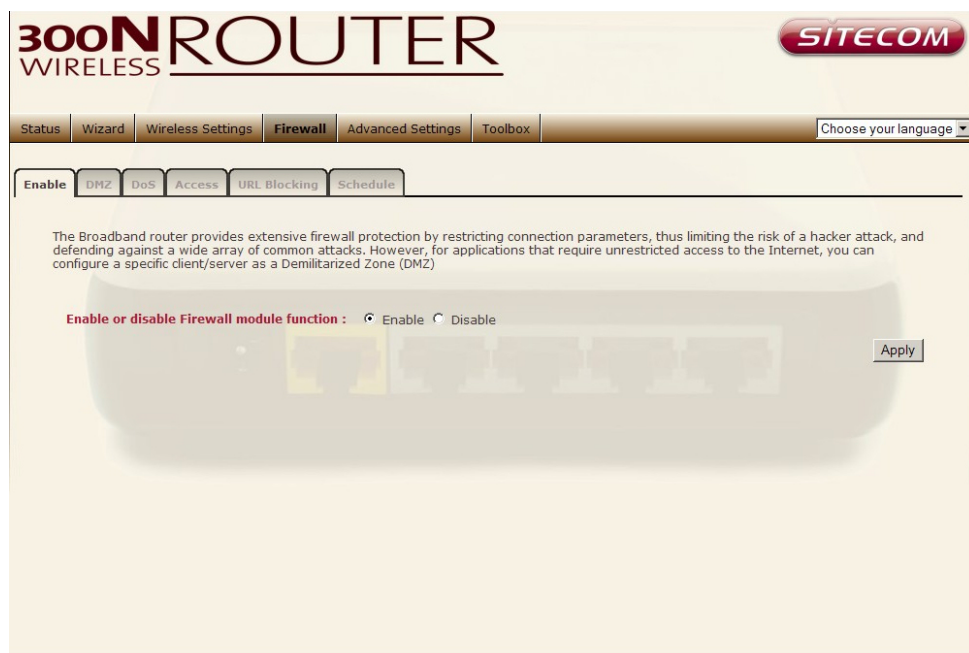 300N ROUTER
WIRELESS
SITECOM
Status Wizard Wireless Settings Firewall Advanced Settings Toolbox Choose your language
Enable DMZ DoS Access URL Blocking Schedule
The Broadband router provides extensive firewall protection by restricting connection parameters, thus limiting the risk of a hacker attack, and
defending against a wide array of common attacks. However, for applications that require unrestricted access to the Internet, you can
configure a specific client/server as a Demilitarized Zone (DMZ)
Enable or disable Firewall module function : Enable Disable
Apply